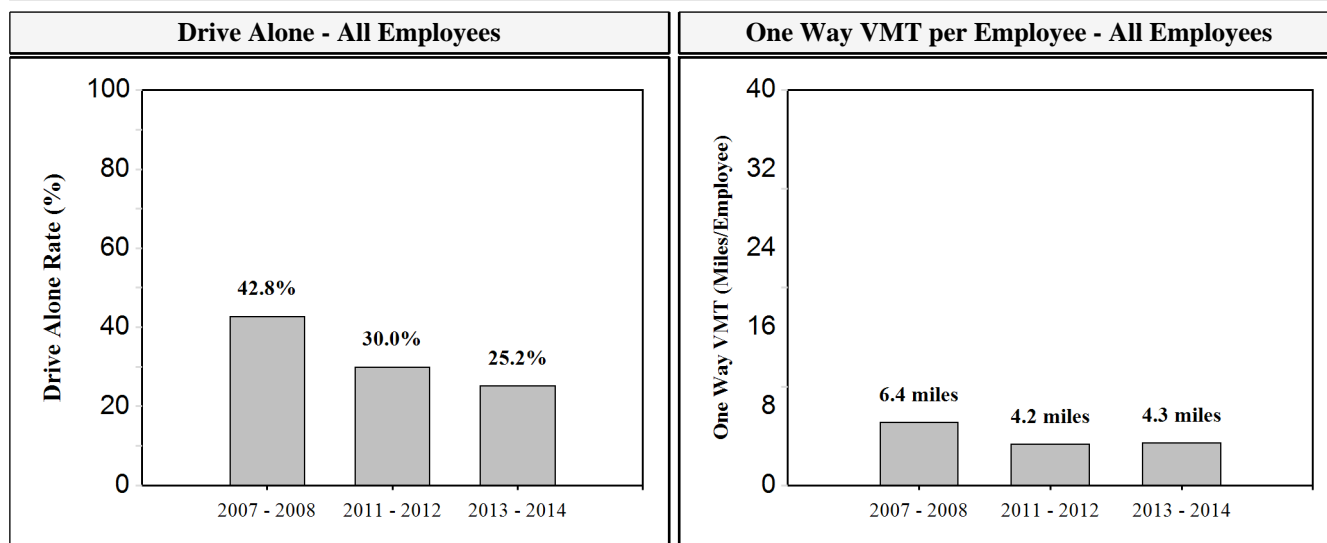 Drive Alone - All Employees
One Way VMT per Employee - All Employees
Drive Alone Rate (%)
100
80
60
40
20
0
42.8%
30.0%
25.2%
2007 - 2008
2011 - 2012
2013 - 2014
One Way VMT (Miles/Employee)
40
32
24
16
8
0
6.4 miles
4.2 miles
4.3 miles
2007 - 2008
2011 - 2012
2013 - 2014